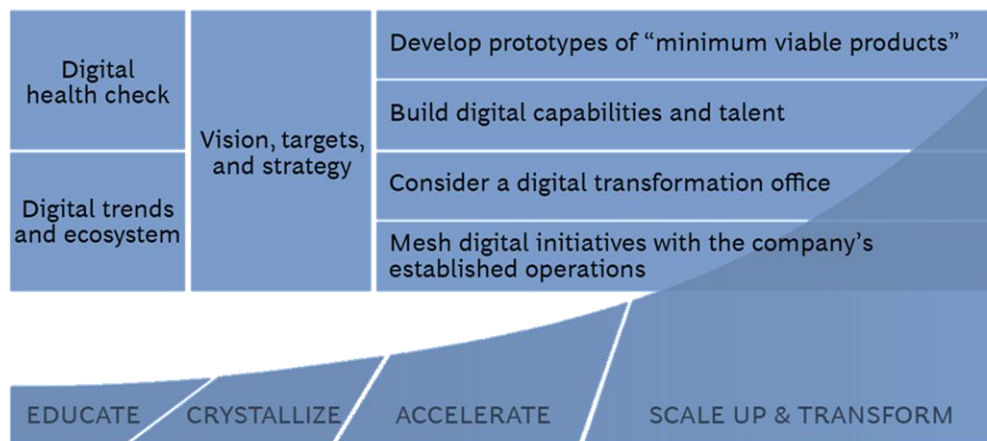 Digital
health check
Digital trends
and ecosystem
Vision, targets,
and strategy
Develop prototypes of “minimum viable products”
Build digital capabilities and talent
Consider a digital transformation office
Mesh digital initiatives with the company’s
established operations
EDUCATE
CRYSTALLIZE
ACCELERATE
SCALE UP & TRANSFORM